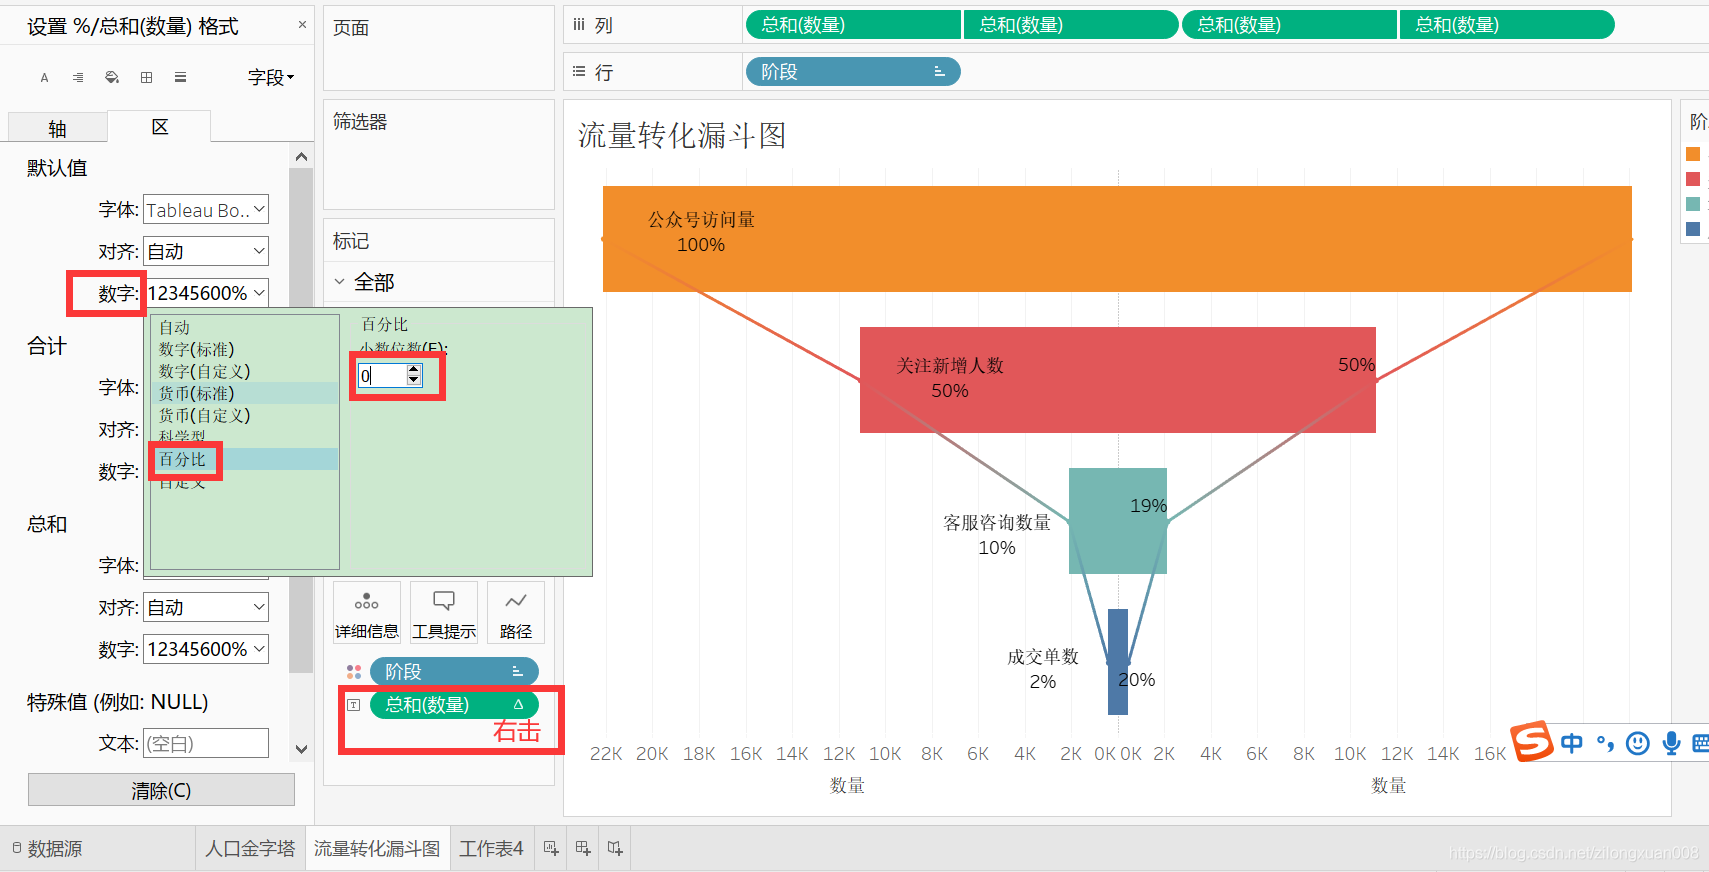 设置 %/总和(数量) 格式
×
字段
轴
区
默认值
字体: Tableau Bo..
对齐: 自动
数字: 12345600%
自动
数字(标准)
数字(自定义)
货币(标准)
货币(自定义)
科学型
百分比
自定义
百分比
小数位数(F):
0
合计
字体:
对齐:
数字:
总和
字体:
对齐: 自动
数字: 12345600%
特殊值 (例如: NULL)
文本: (空白)
清除(C)
页面
筛选器
标记
全部
详细信息
工具提示
路径
阶段
T
总和(数量) Δ
右击
列
总和(数量)
总和(数量)
总和(数量)
总和(数量)
行
阶段
流量转化漏斗图
公众号访问量
100%
关注新增人数
50%
50%
客服咨询数量
10%
19%
成交单数
2%
20%
22K 20K 18K 16K 14K 12K 10K 8K 6K 4K 2K 0K 0K 2K 4K 6K 8K 10K 12K 14K 16K
数量
数量
中
数据源
人口金字塔
流量转化漏斗图
工作表4
https://blog.csdn.net/zilongxuan008